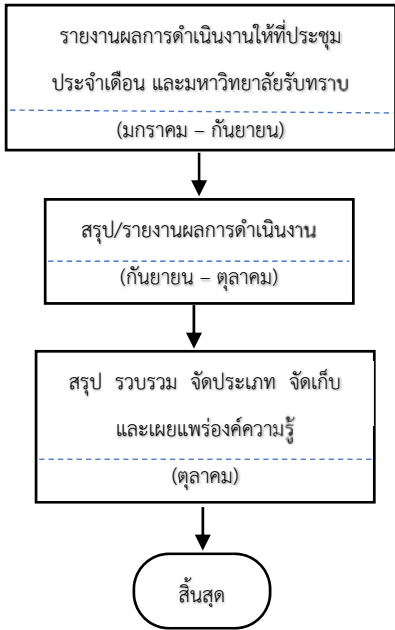 รายงานผลการดำเนินงานให้ที่ประชุม
ประจำเดือน และมหาวิทยาลัยรับทราบ
(มกราคม – กันยายน)
สรุป/รายงานผลการดำเนินงาน
(กันยายน – ตุลาคม)
สรุป รวบรวม จัดประเภท จัดเก็บ
และเผยแพร่องค์ความรู้
(ตุลาคม)
สิ้นสุด